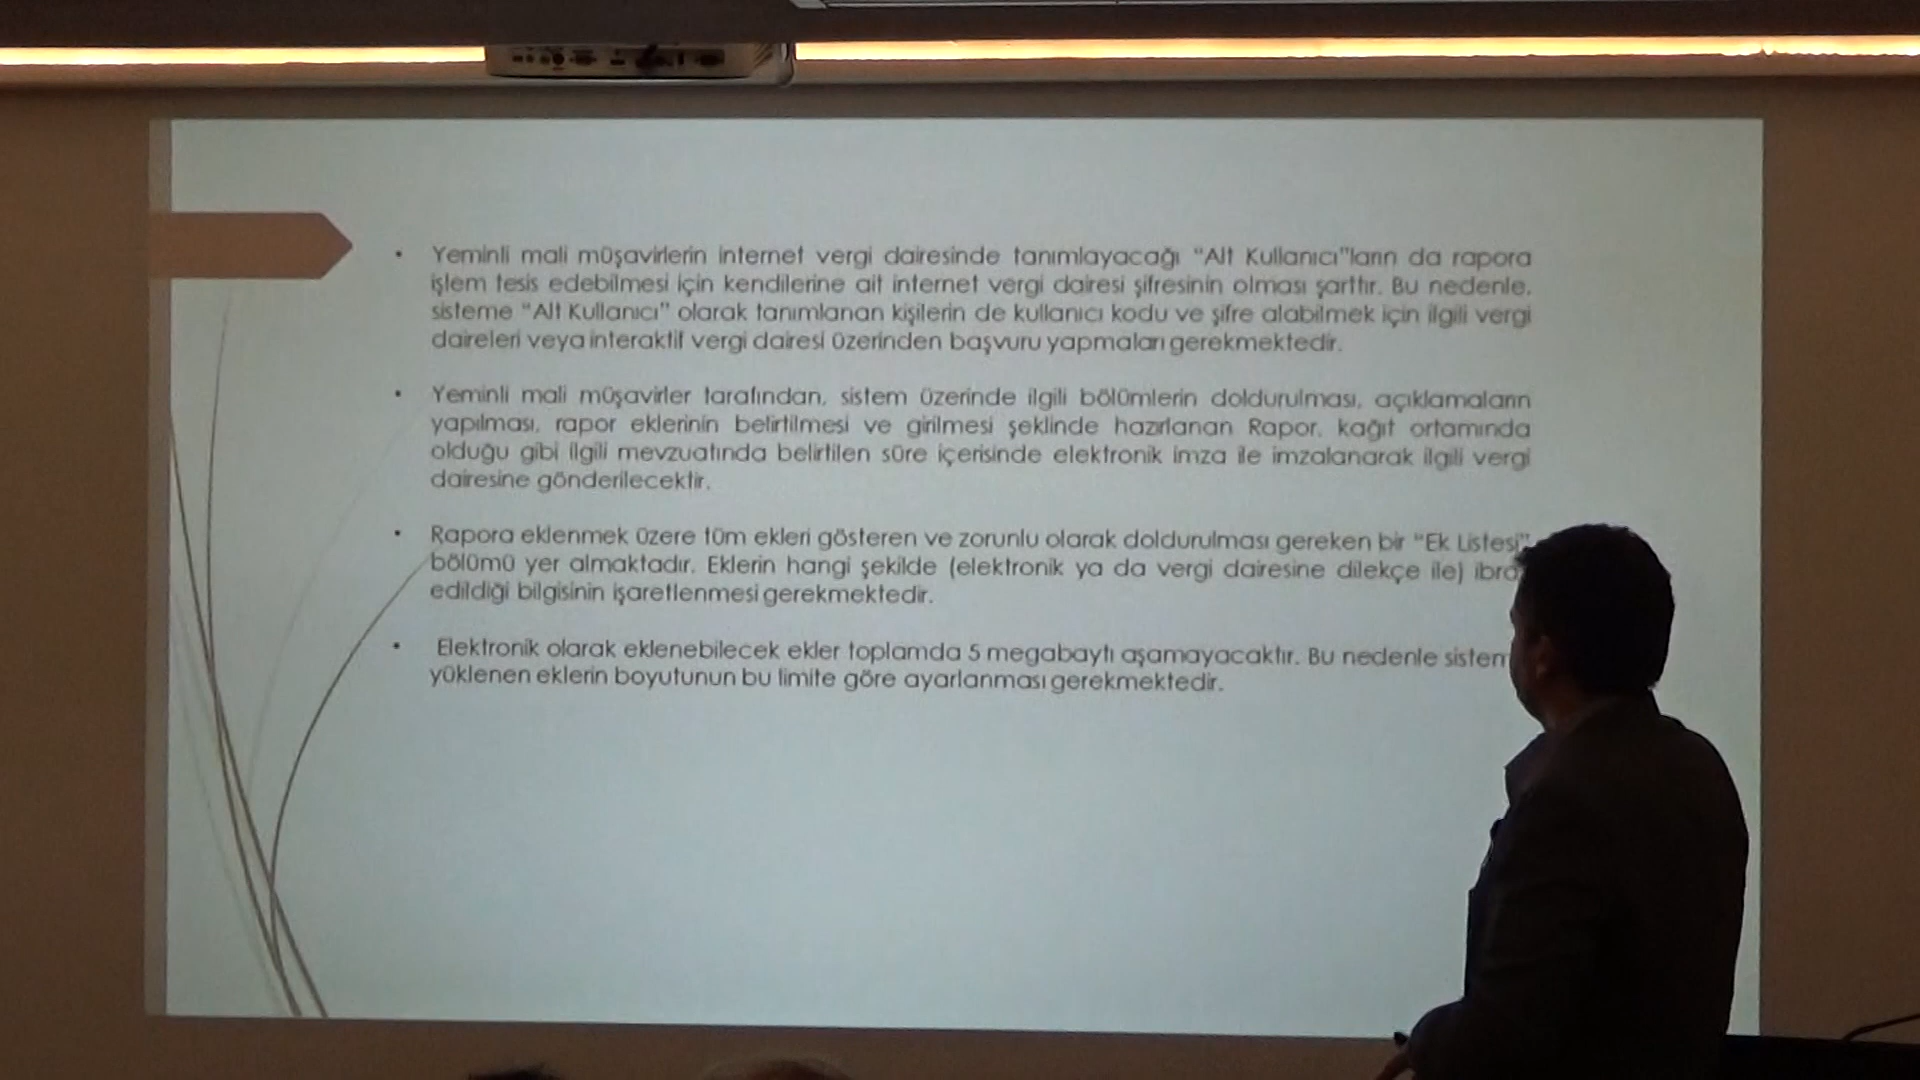 • Yeminli mali müşavirlerin internet vergi dairesinde tanımlayacağı “Alt Kullanıcı”ların da rapora
işlem tesis edebilmesi için kendilerine ait internet vergi dairesi şifresinin olması şarttır. Bu nedenle,
sisteme “Alt Kullanıcı” olarak tanımlanan kişilerin de kullanıcı kodu ve şifre alabilmek için ilgili vergi
daireleri veya interaktif vergi dairesi üzerinden başvuru yapmaları gerekmektedir.
• Yeminli mali müşavirler tarafından, sistem üzerinde ilgili bölümlerin doldurulması, açıklamaların
yapılması, rapor eklerinin belirtilmesi ve girilmesi şeklinde hazırlanan Rapor, kağıt ortamında
olduğu gibi ilgili mevzuatında belirtilen süre içerisinde elektronik imza ile imzalanarak ilgili vergi
dairesine gönderilecektir.
• Rapora eklenmek üzere tüm ekleri gösteren ve zorunlu olarak doldurulması gereken bir “Ek Listesi”
bölümü yer almaktadır. Eklerin hangi şekilde (elektronik ya da vergi dairesine dilekçe ile)
edildiği bilgisinin işaretlenmesi gerekmektedir.
• Elektronik olarak eklenebilecek ekler toplamda 5 megabaytı aşamayacaktır. Bu nedenle
yüklenen eklerin boyutunun bu limite göre ayarlanması gerekmektedir.